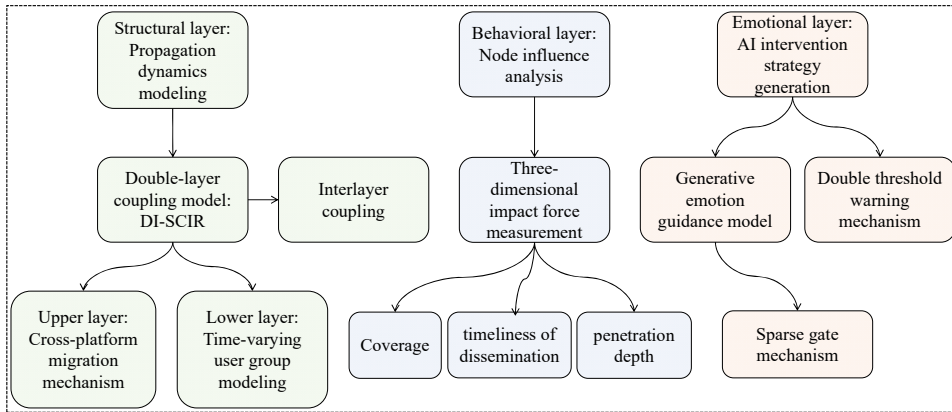 Structural layer:
Propagation
dynamics
modeling
Behavioral layer:
Node influence
analysis
Emotional layer:
AI intervention
strategy
generation
Double-layer
coupling model:
DI-SCIR
Interlayer
coupling
Three-
dimensional
impact force
measurement
Generative
emotion
guidance model
Double threshold
warning
mechanism
Upper layer:
Cross-platform
migration
mechanism
Lower layer:
Time-varying
user group
modeling
Coverage
timeliness of
dissemination
penetration
depth
Sparse gate
mechanism